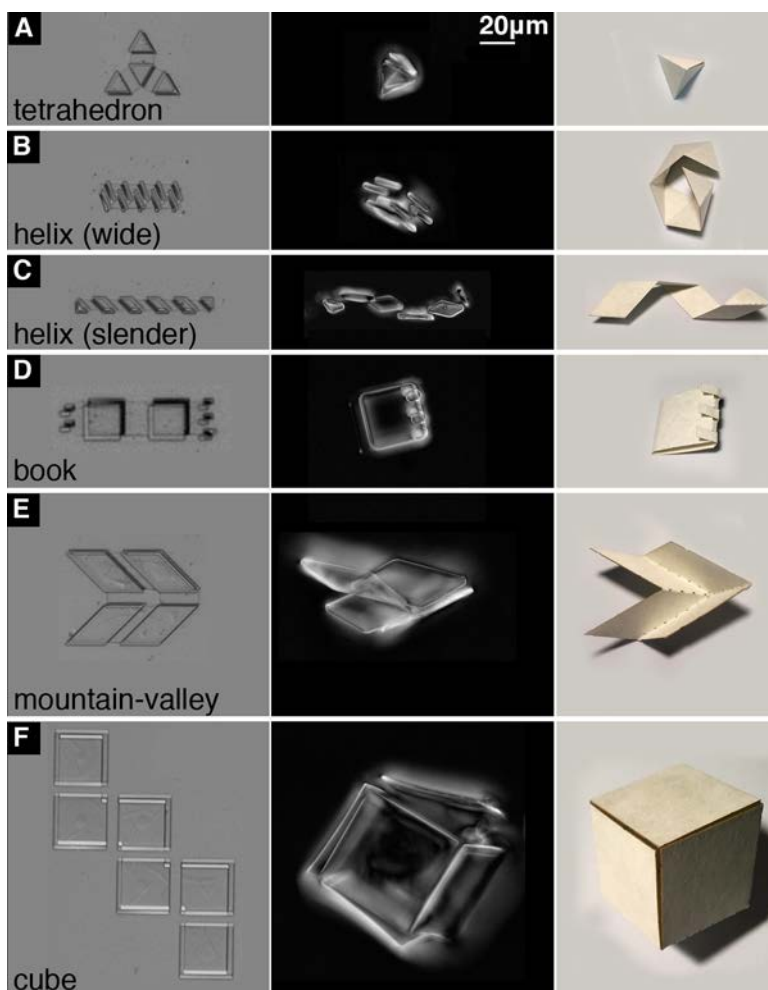 A
20µm
tetrahedron
B
helix (wide)
C
helix (slender)
D
book
E
mountain-valley
F
cube